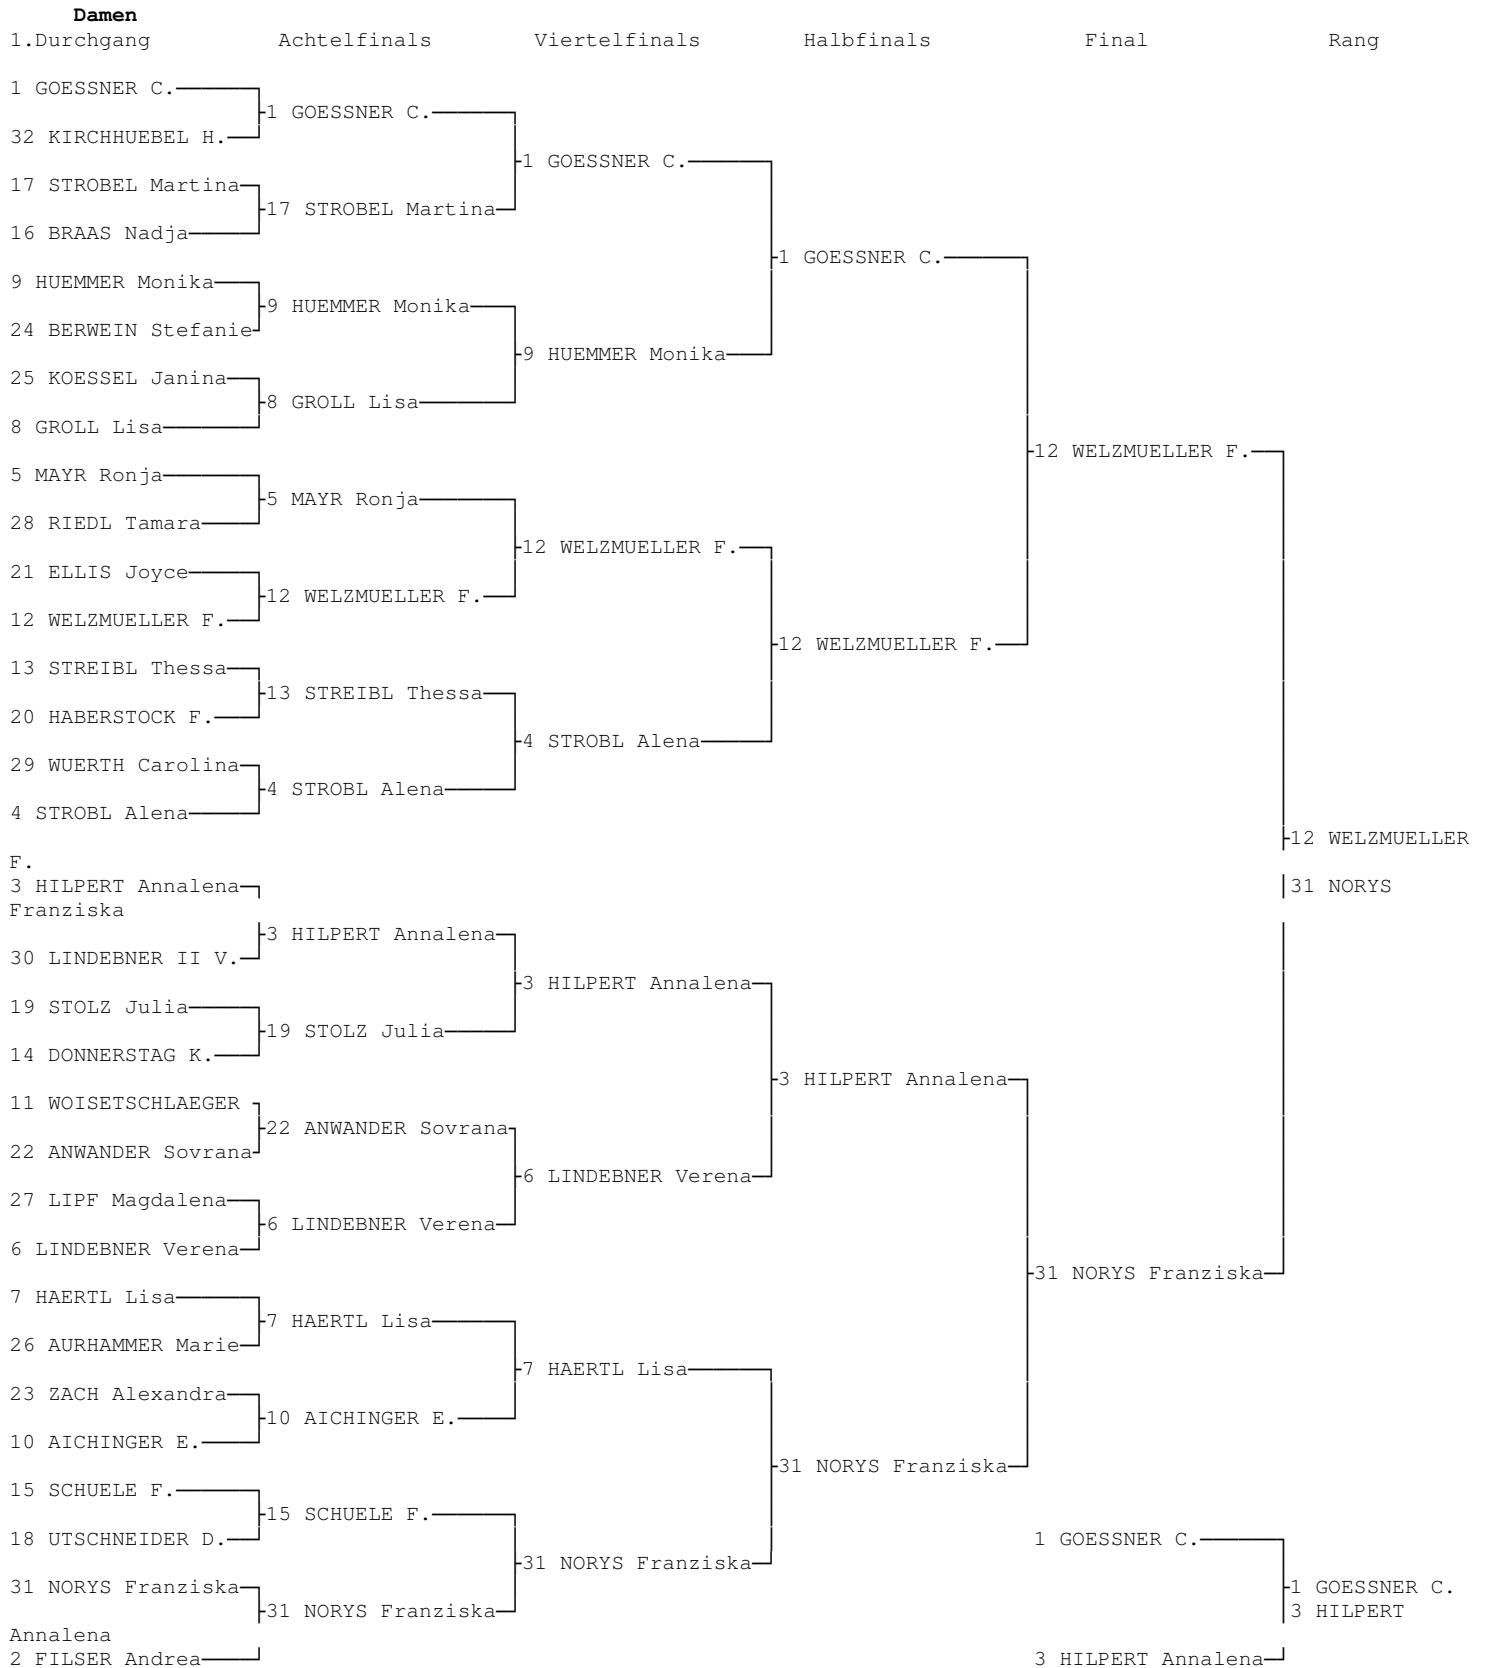 Damen
1.Durchgang Achtelfinals Viertelfinals Halbfinals Final Rang
1 GOESSNER C.
1 GOESSNER C.
32 KIRCHHUEBEL H.
1 GOESSNER C.
17 STROBEL Martina
17 STROBEL Martina
16 BRAAS Nadja
1 GOESSNER C.
9 HUEMMER Monika
9 HUEMMER Monika
24 BERWEIN Stefanie
9 HUEMMER Monika
25 KOESSEL Janina
8 GROLL Lisa
8 GROLL Lisa
12 WELZMUELLER F.
5 MAYR Ronja
5 MAYR Ronja
28 RIEDL Tamara
12 WELZMUELLER F.
21 ELLIS Joyce
12 WELZMUELLER F.
12 WELZMUELLER F.
12 WELZMUELLER F.
13 STREIBL Thessa
13 STREIBL Thessa
20 HABERSTOCK F.
4 STROBL Alena
29 WUERTH Carolina
4 STROBL Alena
4 STROBL Alena
12 WELZMUELLER
F.
3 HILPERT Annalena 31 NORYS
Franziska
3 HILPERT Annalena
30 LINDEBNER II V.
3 HILPERT Annalena
19 STOLZ Julia
19 STOLZ Julia
14 DONNERSTAG K.
3 HILPERT Annalena
11 WOISETSCHLAEGER
22 ANWANDER Sovrana
22 ANWANDER Sovrana
6 LINDEBNER Verena
27 LIPF Magdalena
6 LINDEBNER Verena
6 LINDEBNER Verena
31 NORYS Franziska
7 HAERTL Lisa
7 HAERTL Lisa
26 AURHAMMER Marie
7 HAERTL Lisa
23 ZACH Alexandra
10 AICHINGER E.
10 AICHINGER E.
31 NORYS Franziska
15 SCHUELE F.
15 SCHUELE F.
18 UTSCHNEIDER D. 1 GOESSNER C.
31 NORYS Franziska
31 NORYS Franziska 1 GOESSNER C.
31 NORYS Franziska 3 HILPERT
Annalena
2 FILSER Andrea 3 HILPERT Annalena